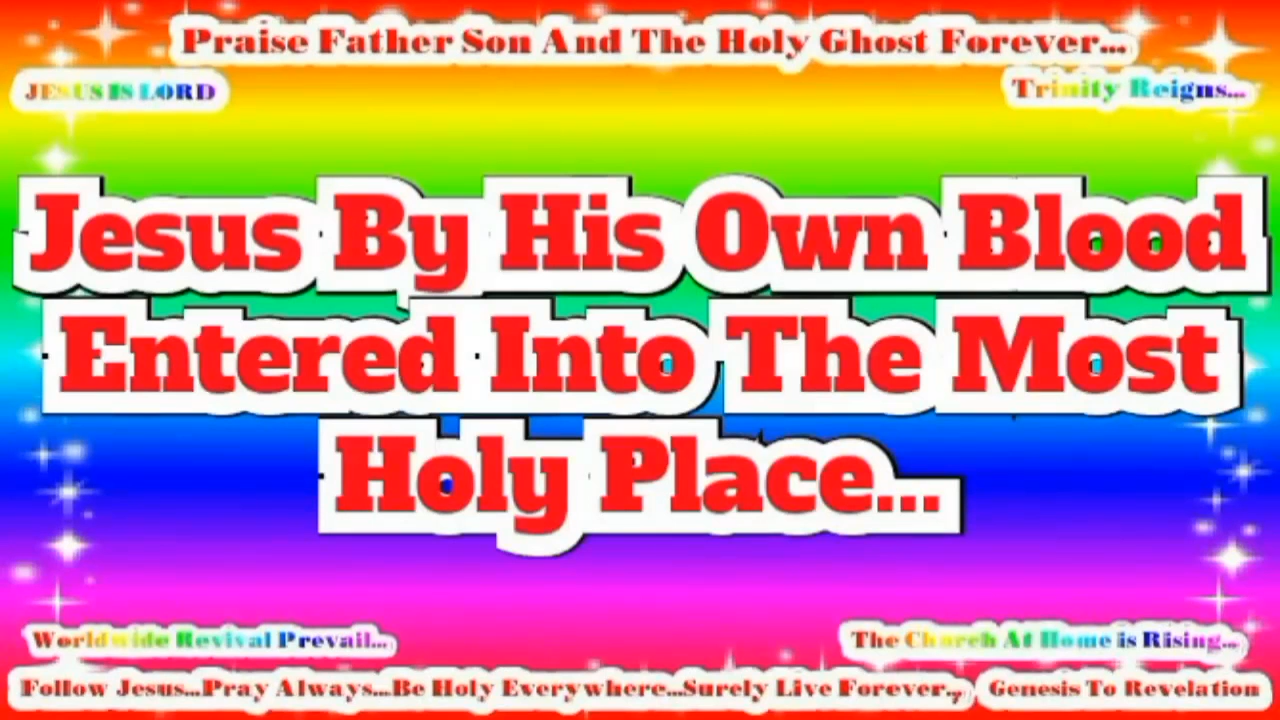 Praise Father Son And The Holy Ghost Forever...
JESUS IS LORD
Trinity Reigns...
Jesus By His Own Blood
Entered Into The Most
Holy Place...
Worldwide Revival Prevail...
The Church At Home is Rising...
Follow Jesus...Pray Always...Be Holy Everywhere...Surely Live Forever..,
Genesis To Revelation